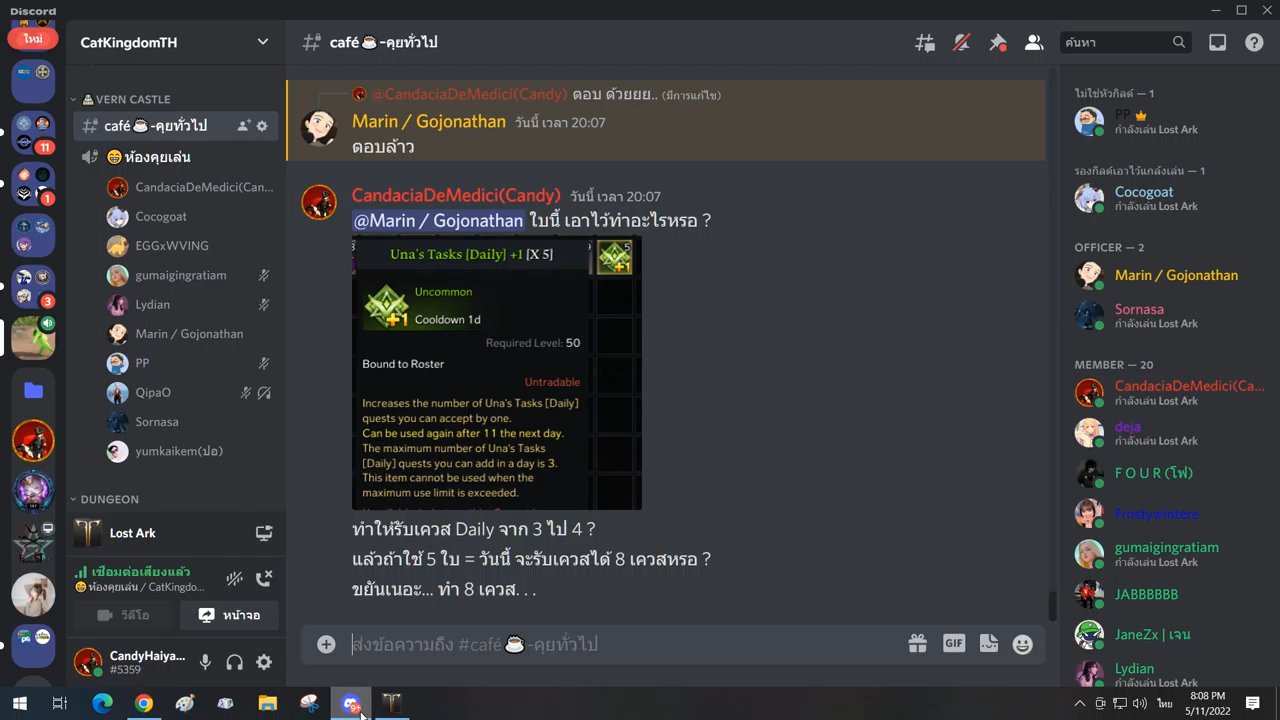 Discord
ใหม่
CatKingdomTH
VERN CASTLE
café☕-คุยทั่วไป
😁ห้องคุยเล่น
CandaciaDeMedici(Can...
Cocogoat
EGGxWVING
gumaigingratiam
Lydian
Marin / Gojonathan
PP
QipaO
Sornasa
yumkaikem(ปอ)
DUNGEON
Lost Ark
เชื่อมต่อเสียงแล้ว
😁ห้องคุยเล่น / CatKingdo...
วิดีโอ
หน้าจอ
CandyHaiya...
#5359
11
1
3
café☕-คุยทั่วไป
ค้นหา
@CandaciaDeMedici(Candy) ตอบ ด้วยยย.. (มีการแก้ไข)
Marin / Gojonathan วันนี้ เวลา 20:07
ตอบล๋าว
CandaciaDeMedici(Candy) วันนี้ เวลา 20:07
@Marin / Gojonathan ใบนี้ เอาไว้ทำอะไรหรอ ?
Una's Tasks [Daily] +1 [X 5]
5
+1
Uncommon
Cooldown 1d
+1
Required Level: 50
Bound to Roster
Untradable
Increases the number of Una's Tasks [Daily]
quests you can accept by one.
Can be used again after 11 the next day.
The maximum number of Una's Tasks
[Daily] quests you can add in a day is 3.
This item cannot be used when the
maximum use limit is exceeded.
ทำให้รับเควส Daily จาก 3 ไป 4 ?
แล้วถ้าใช้ 5 ใบ = วันนี้ จะรับเควสได้ 8 เควสหรอ ?
ขยันเนอะ... ทำ 8 เควส. . .
ส่งข้อความถึง #café☕-คุยทั่วไป
GIF
ไม่ใช่หัวกิลด์ — 1
PP
กำลังเล่น Lost Ark
รองกิลด์เอาไว้แกล้งเล่น — 1
Cocogoat
กำลังเล่น Lost Ark
OFFICER — 2
Marin / Gojonathan
Sornasa
กำลังเล่น Lost Ark
MEMBER — 20
CandaciaDeMedici(Ca...
กำลังเล่น Lost Ark
deja
กำลังเล่น Lost Ark
F O U R (โฟ)
Frostywintere
gumaigingratiam
กำลังเล่น Lost Ark
JABBBBBB
JaneZx | เจน
Lydian
กำลังเล่น Lost Ark
9+
ไทย
8:08 PM
5/11/2022